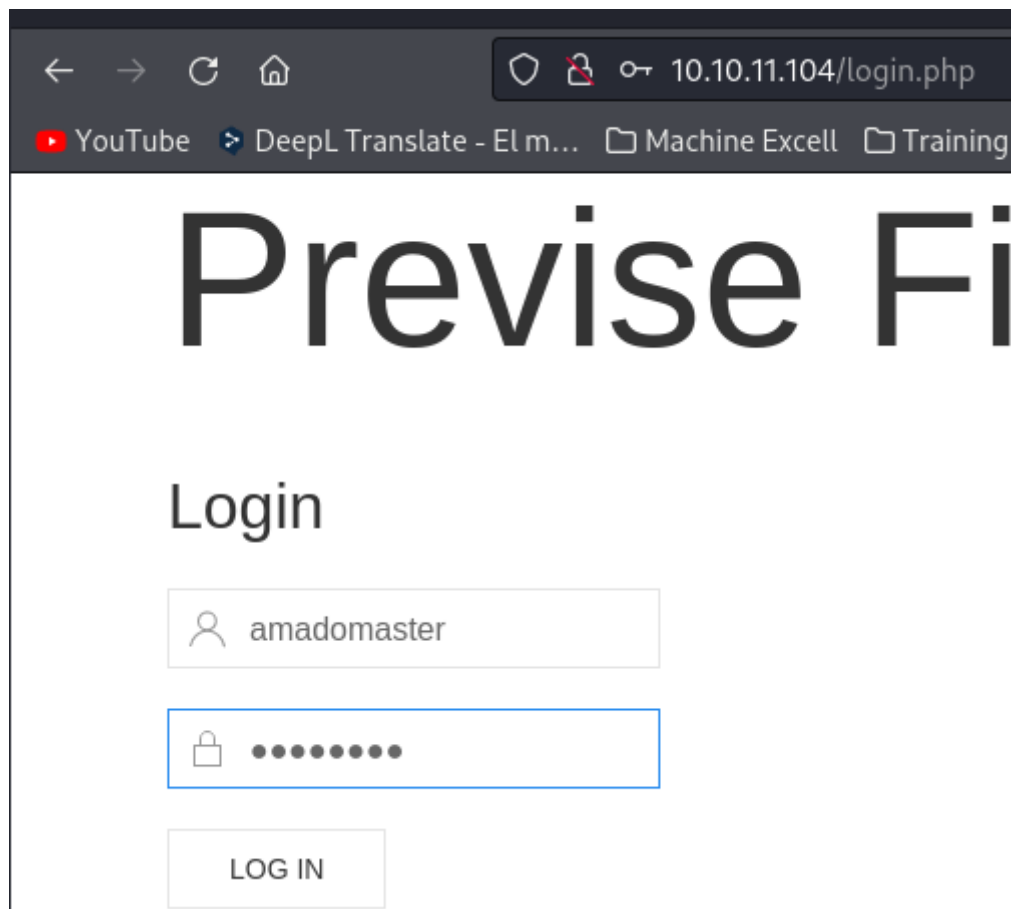 10.10.11.104/login.php
YouTube DeepL Translate - El m... Machine Excell Training
Previse Fi
Login
amadomaster
••••••••
LOG IN